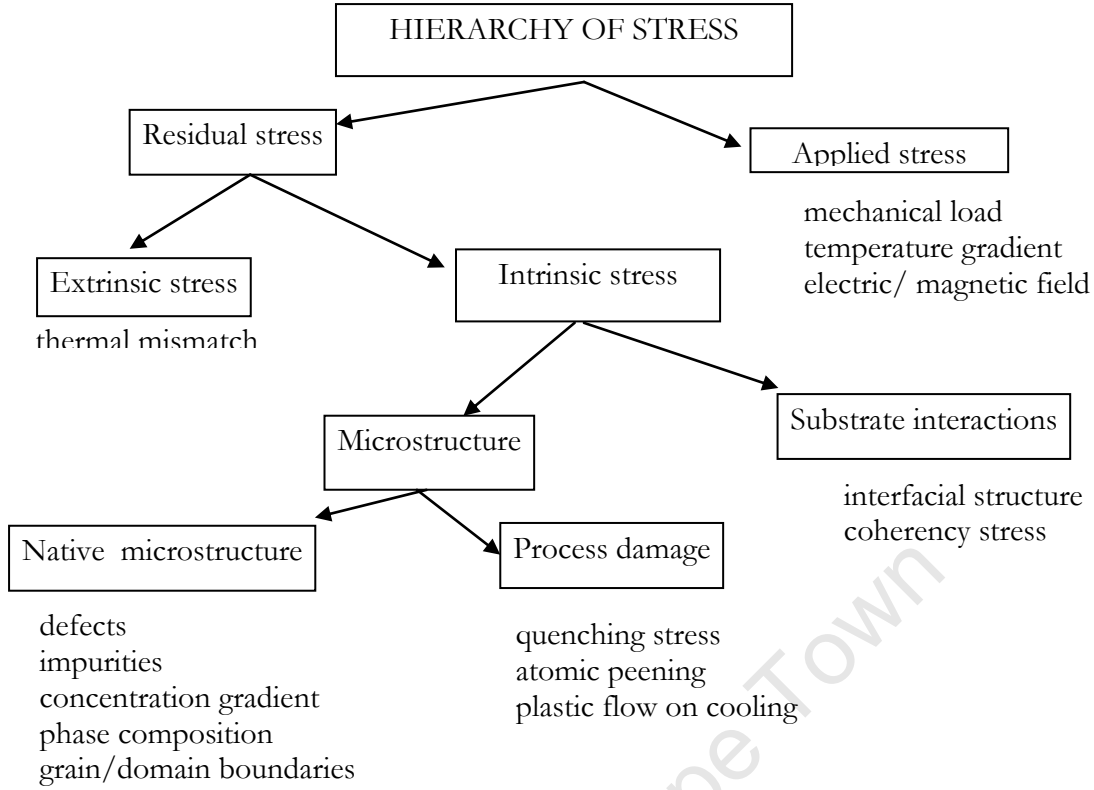 HIERARCHY OF STRESS
Residual stress
Applied stress
mechanical load
temperature gradient
electric/ magnetic field
Extrinsic stress
thermal mismatch
Intrinsic stress
Microstructure
Substrate interactions
interfacial structure
coherency stress
Native microstructure
defects
impurities
concentration gradient
phase composition
grain/domain boundaries
Process damage
quenching stress
atomic peening
plastic flow on cooling
Town